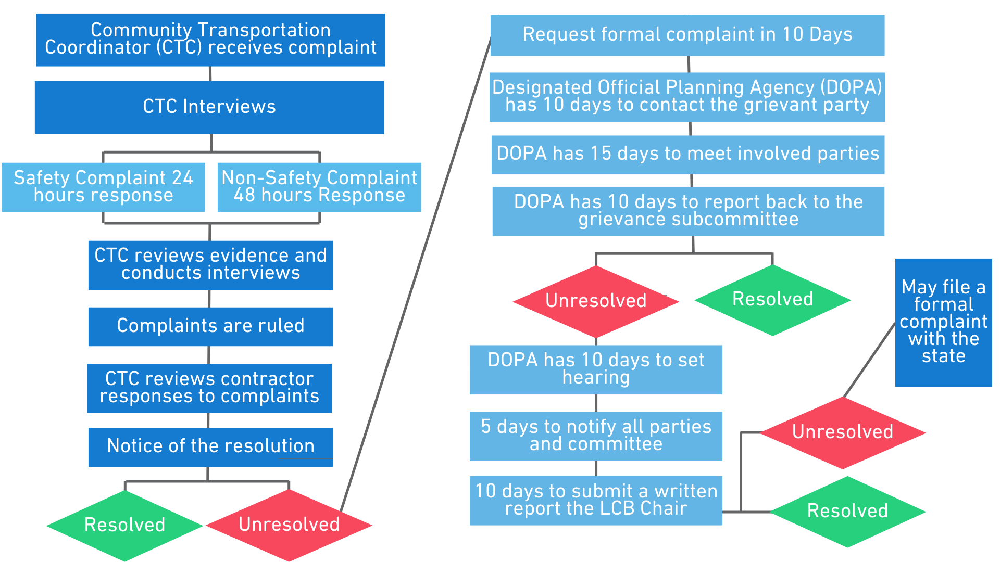 Community Transportation
Coordinator (CTC) receives complaint
CTC Interviews
Safety Complaint 24
hours response
Non-Safety Complaint
48 hours Response
CTC reviews evidence and
conducts interviews
Complaints are ruled
CTC reviews contractor
responses to complaints
Notice of the resolution
Resolved
Unresolved
Request formal complaint in 10 Days
Designated Official Planning Agency (DOPA)
has 10 days to contact the grievant party
DOPA has 15 days to meet involved parties
DOPA has 10 days to report back to the
grievance subcommittee
Unresolved
Resolved
DOPA has 10 days to set
hearing
5 days to notify all parties
and committee
10 days to submit a written
report the LCB Chair
Unresolved
Resolved
May file a
formal
complaint
with the
state